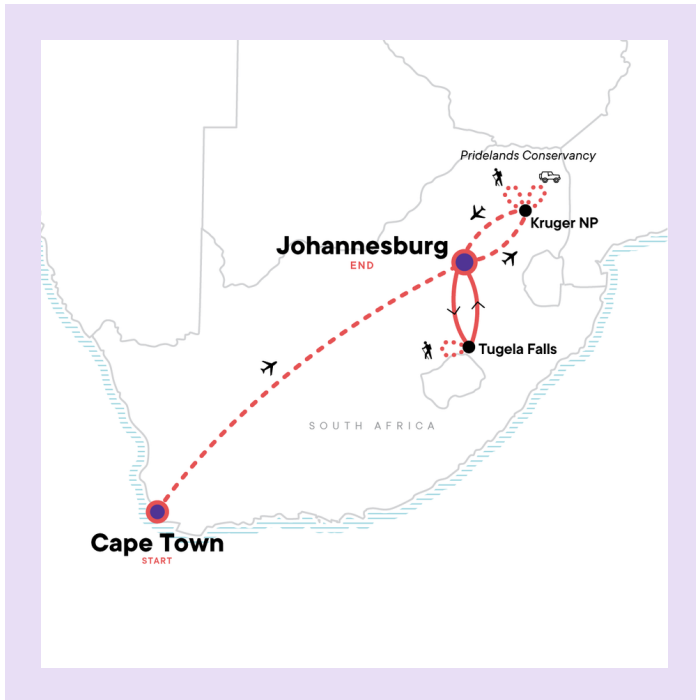 Pridelands Conservancy
Kruger NP
Johannesburg
END
Tugela Falls
SOUTH AFRICA
Cape Town
START